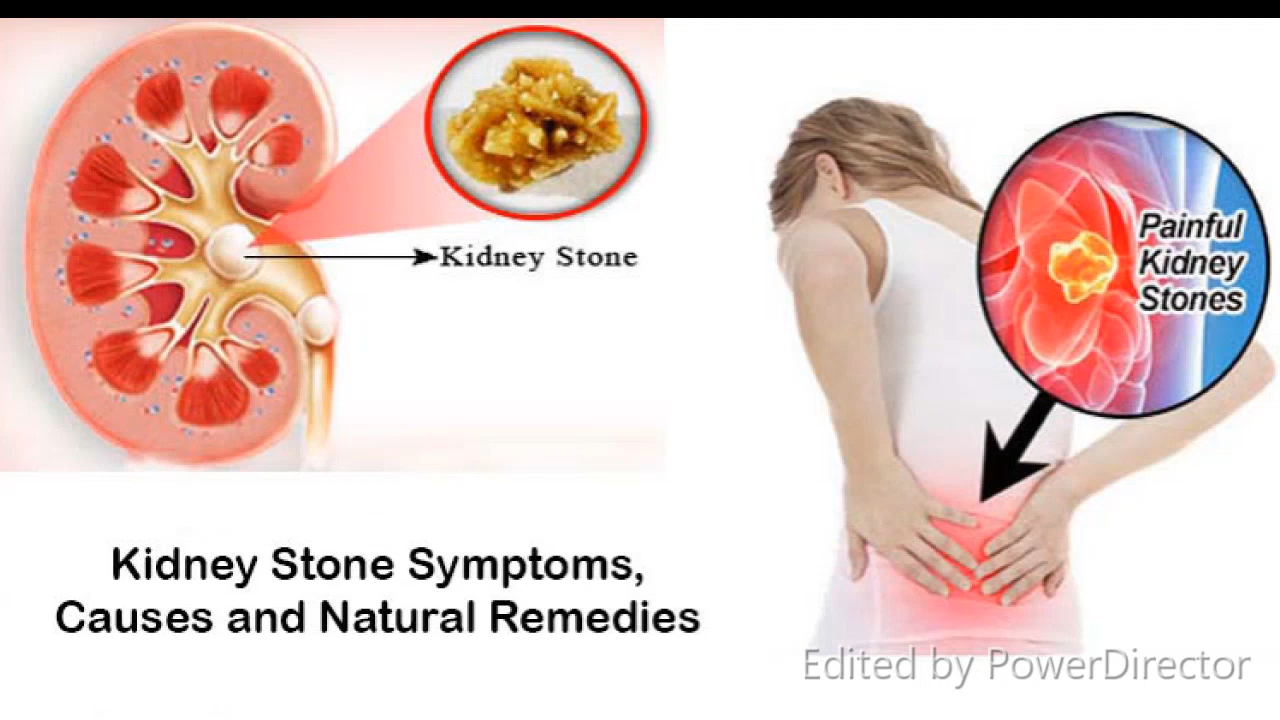 Kidney Stone
Painful
Kidney
Stones
Kidney Stone Symptoms,
Causes and Natural Remedies
Edited by PowerDirector